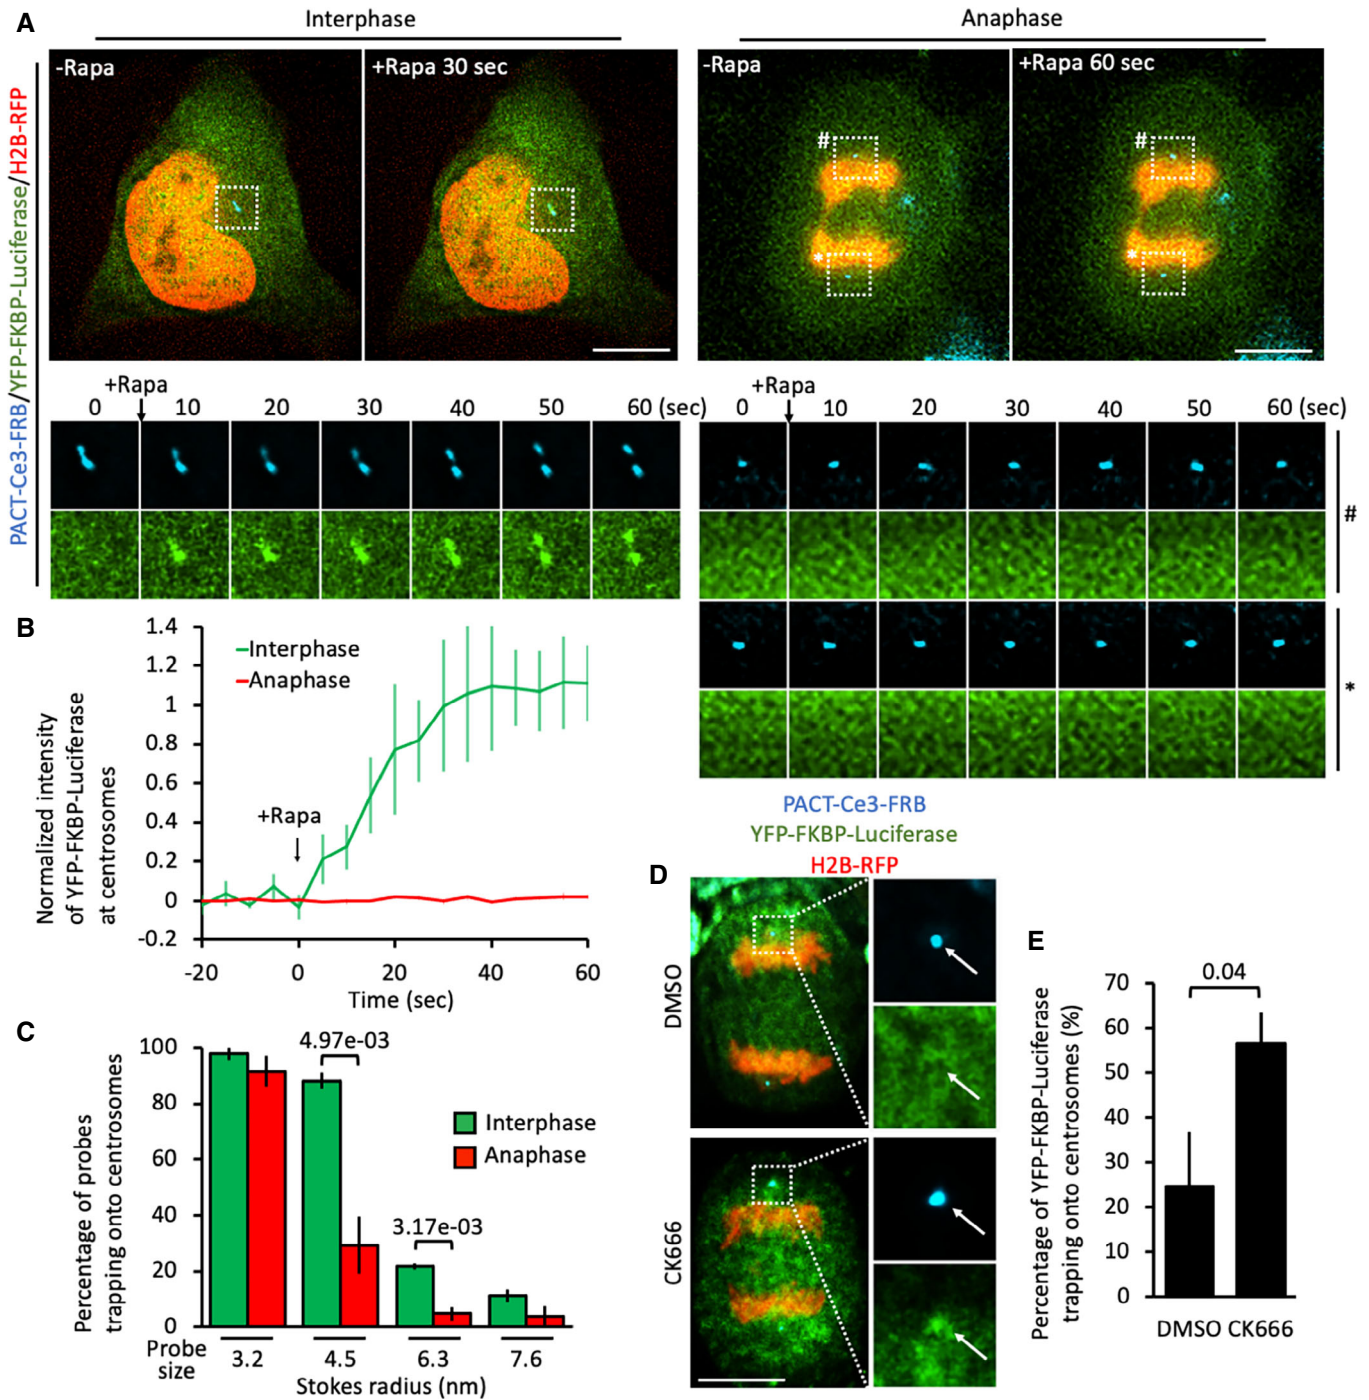 A
Interphase
Anaphase
PACT-Ce3-FRB/YFP-FKBP-Luciferase/H2B-RFP
-Rapa
+Rapa 30 sec
-Rapa
+Rapa 60 sec
#
#
*
*
+Rapa
0 10 20 30 40 50 60 (sec)
+Rapa
0 10 20 30 40 50 60 (sec)
#
*
B
Normalized intensity
of YFP-FKBP-Luciferase
at centrosomes
1.4
1.2
1
0.8
0.6
0.4
0.2
0
-0.2
Interphase
Anaphase
+Rapa
-20 0 20 40 60
Time (sec)
C
Percentage of probes
trapping onto centrosomes
100
80
60
40
20
0
4.97e-03
3.17e-03
Interphase
Anaphase
Probe
size
3.2 4.5 6.3 7.6
Stokes radius (nm)
PACT-Ce3-FRB
YFP-FKBP-Luciferase
H2B-RFP
D
DMSO
CK666
E
Percentage of YFP-FKBP-Luciferase
trapping onto centrosomes (%)
70
60
50
40
30
20
10
0
0.04
DMSO CK666